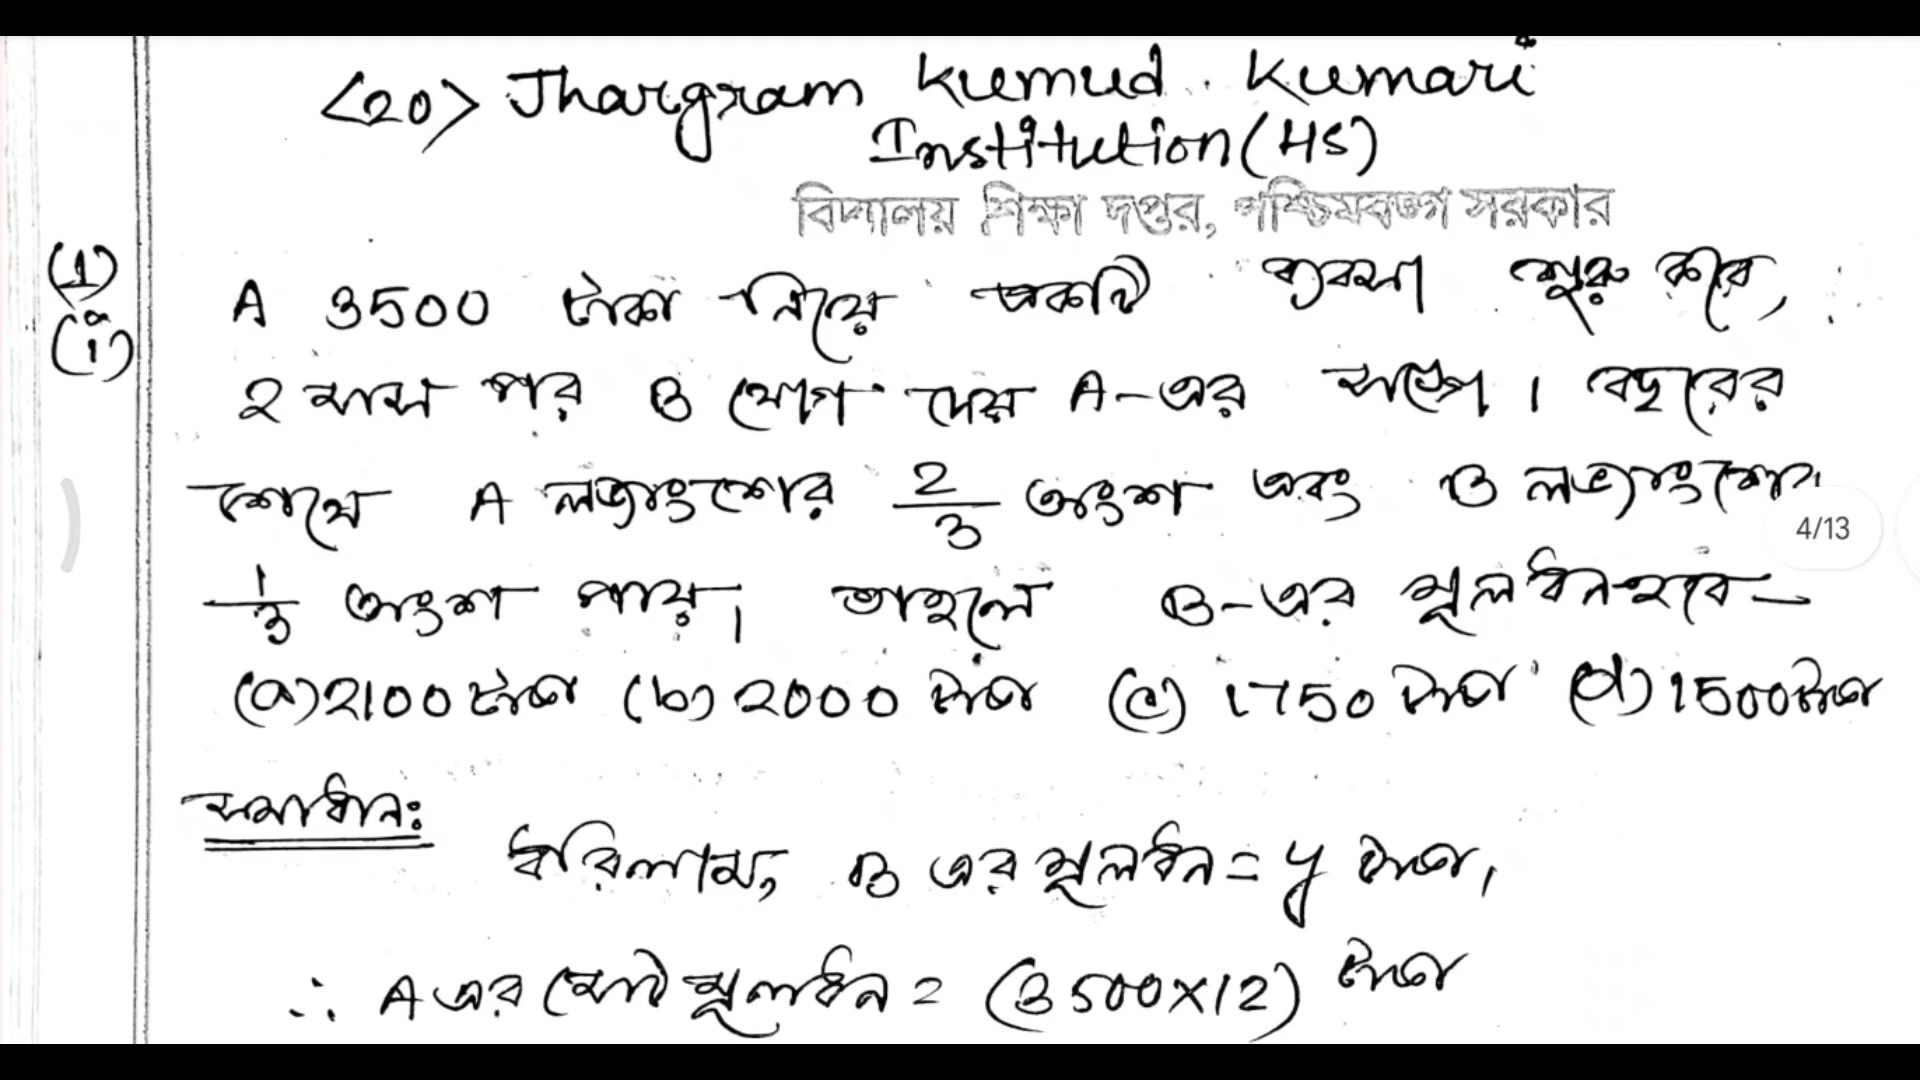 <20> Jhargram Kumud Kumari
Institution (HS)
বিদ্যালয় শিক্ষা দপ্তর, পশ্চিমবঙ্গ সরকার
(1)
(i)
A 3500 টাকা নিয়ে একটি ব্যবসা শুরু করে,
২ মাস পর B যোগ দেয় A-এর সঙ্গে। বছরের
শেষে A লভ্যাংশের 2/3 অংশ এবং B লভ্যাংশের
4/13
1/3 অংশ পায়। তাহলে B-এর মূলধন হবে -
(a) 2100 টাকা (b) 2000 টাকা (c) 1750 টাকা (d) 1500 টাকা
সমাধান:
ধরিলাম, B এর মূলধন = y টাকা।
∴ A এর মোট মূলধন = (3500×12) টাকা